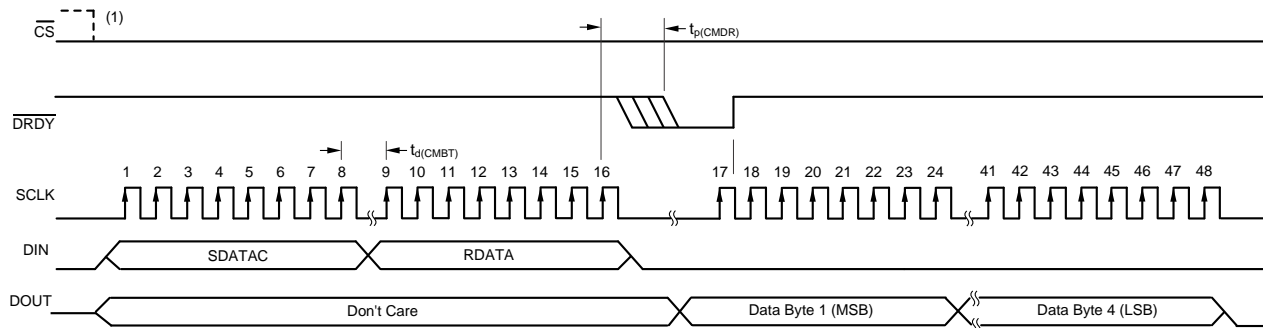 CS (1)
tp(CMDR)
DRDY
td(CMBT)
SCLK 1 2 3 4 5 6 7 8 9 10 11 12 13 14 15 16 17 18 19 20 21 22 23 24 41 42 43 44 45 46 47 48
DIN SDATAC RDATA
DOUT Don't Care Data Byte 1 (MSB) Data Byte 4 (LSB)